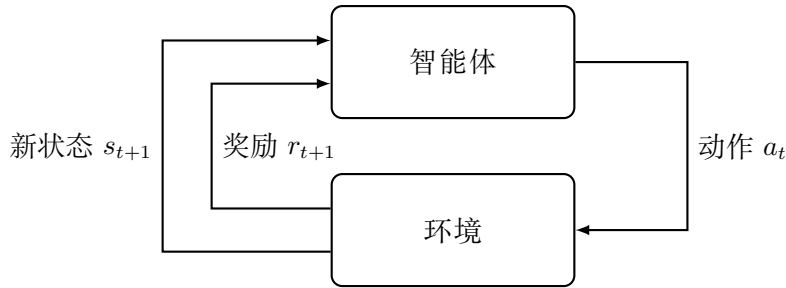 智能体
新状态 s_{t+1}
奖励 r_{t+1}
动作 a_t
环境